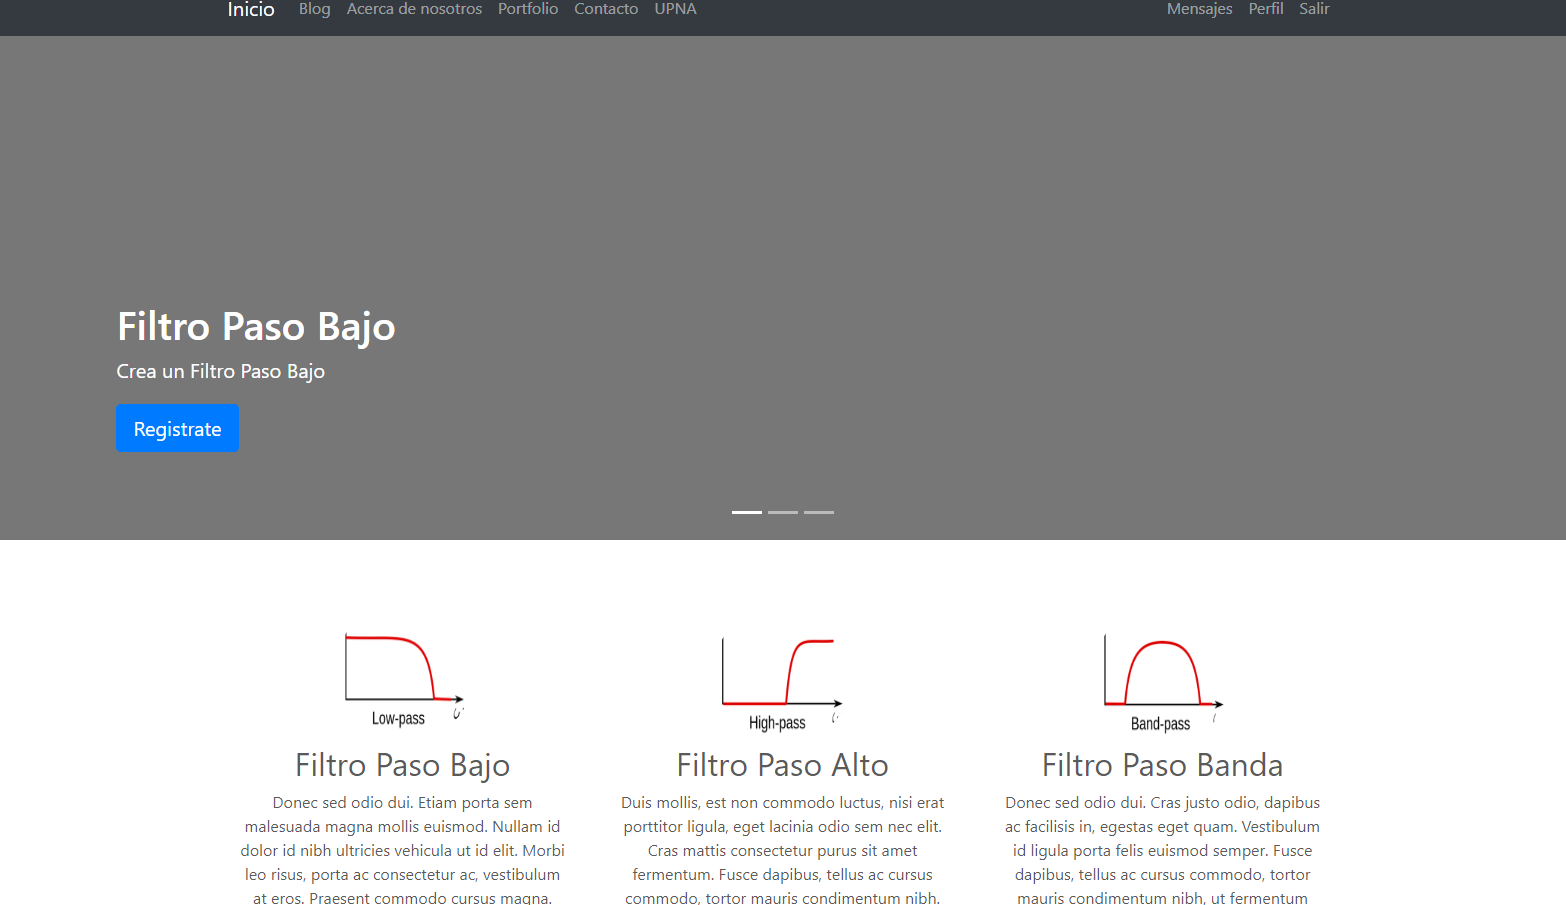 Inicio Blog Acerca de nosotros Portfolio Contacto UPNA Mensajes Perfil Salir
Filtro Paso Bajo
Crea un Filtro Paso Bajo
Registrate
Low-pass
High-pass
Band-pass
Filtro Paso Bajo
Donec sed odio dui. Etiam porta sem
malesuada magna mollis euismod. Nullam id
dolor id nibh ultricies vehicula ut id elit. Morbi
leo risus, porta ac consectetur ac, vestibulum
at eros. Praesent commodo cursus magna.
Filtro Paso Alto
Duis mollis, est non commodo luctus, nisi erat
porttitor ligula, eget lacinia odio sem nec elit.
Cras mattis consectetur purus sit amet
fermentum. Fusce dapibus, tellus ac cursus
commodo, tortor mauris condimentum nibh.
Filtro Paso Banda
Donec sed odio dui. Cras justo odio, dapibus
ac facilisis in, egestas eget quam. Vestibulum
id ligula porta felis euismod semper. Fusce
dapibus, tellus ac cursus commodo, tortor
mauris condimentum nibh, ut fermentum